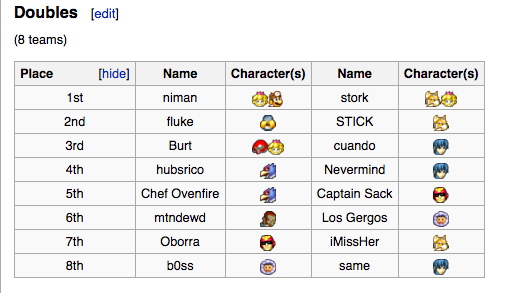 Doubles [edit]
(8 teams)
Place [hide] Name Character(s) Name Character(s)
1st niman stork
2nd fluke STICK
3rd Burt cuando
4th hubsrico Nevermind
5th Chef Ovenfire Captain Sack
6th mtndewd Los Gergos
7th Oborra iMissHer
8th b0ss same